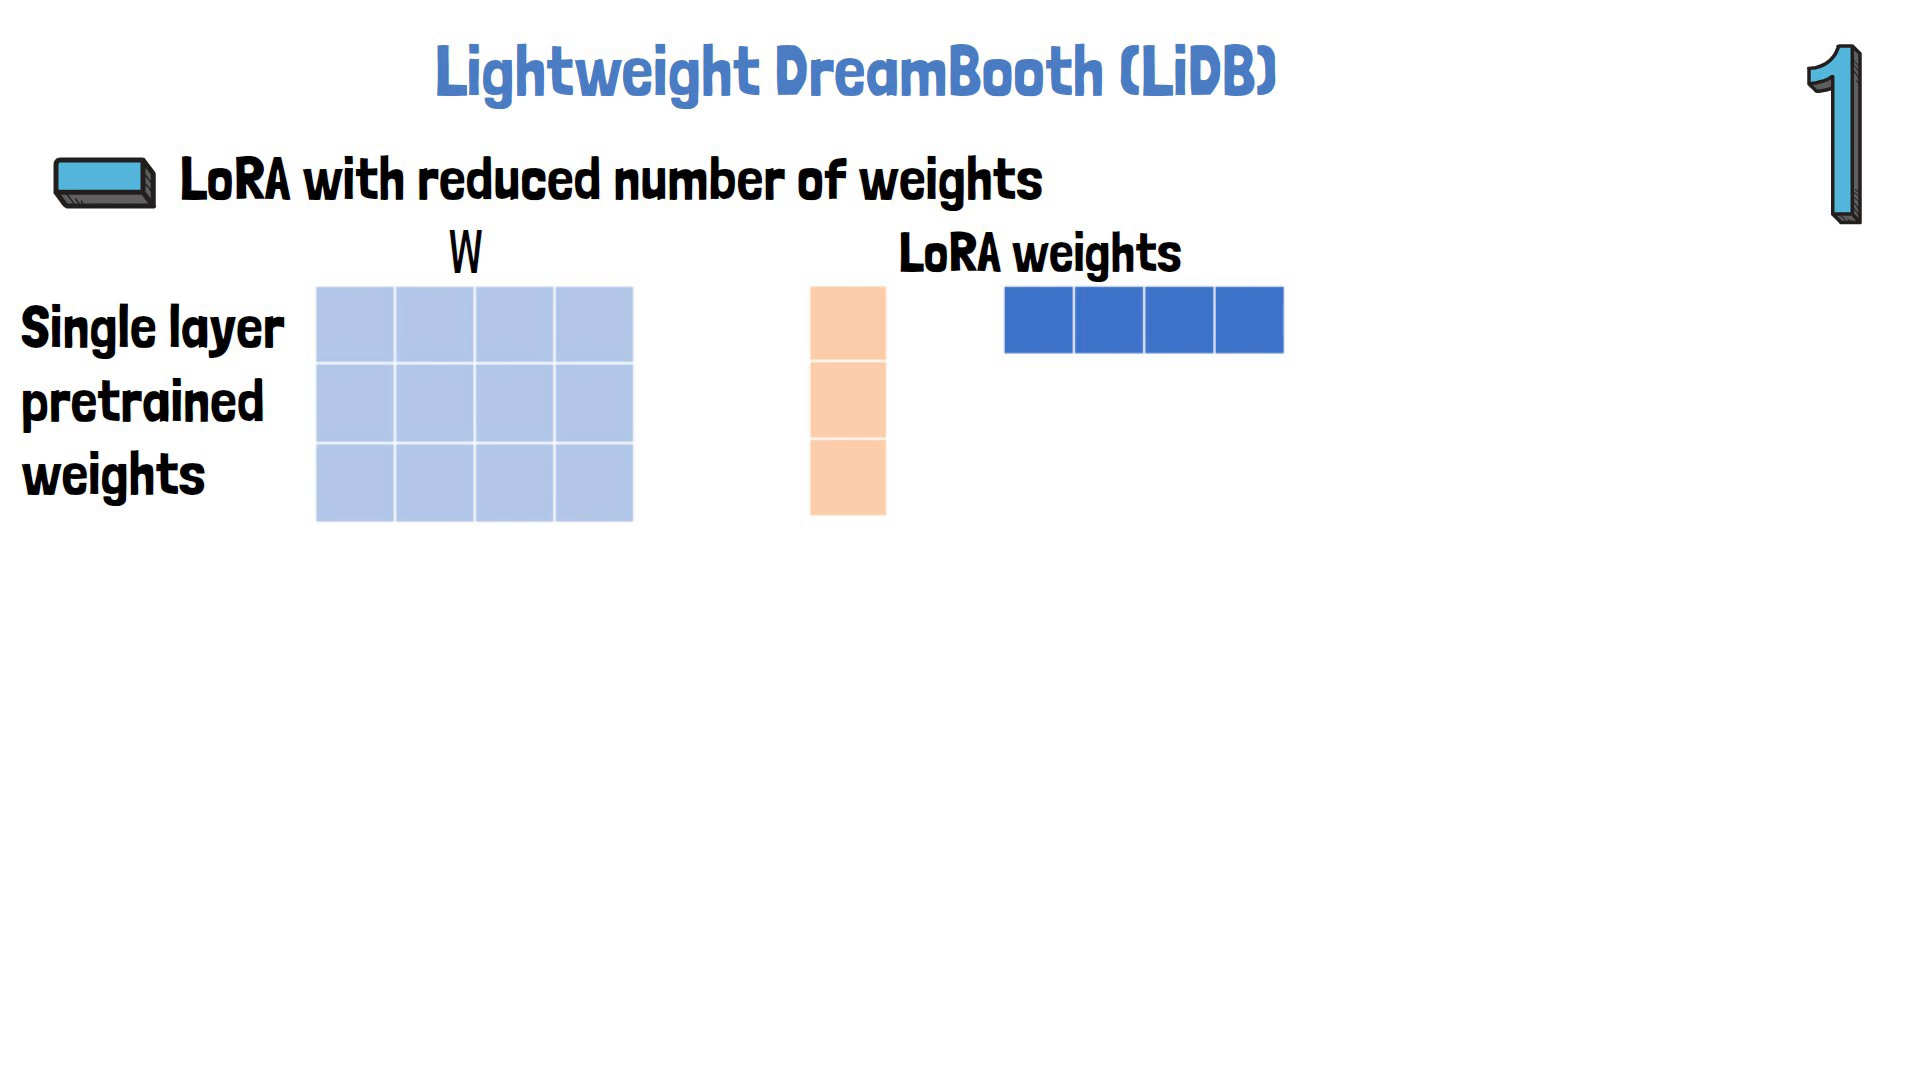 Lightweight DreamBooth (LiDB)
1
LoRA with reduced number of weights
W
LoRA weights
Single layer
pretrained
weights